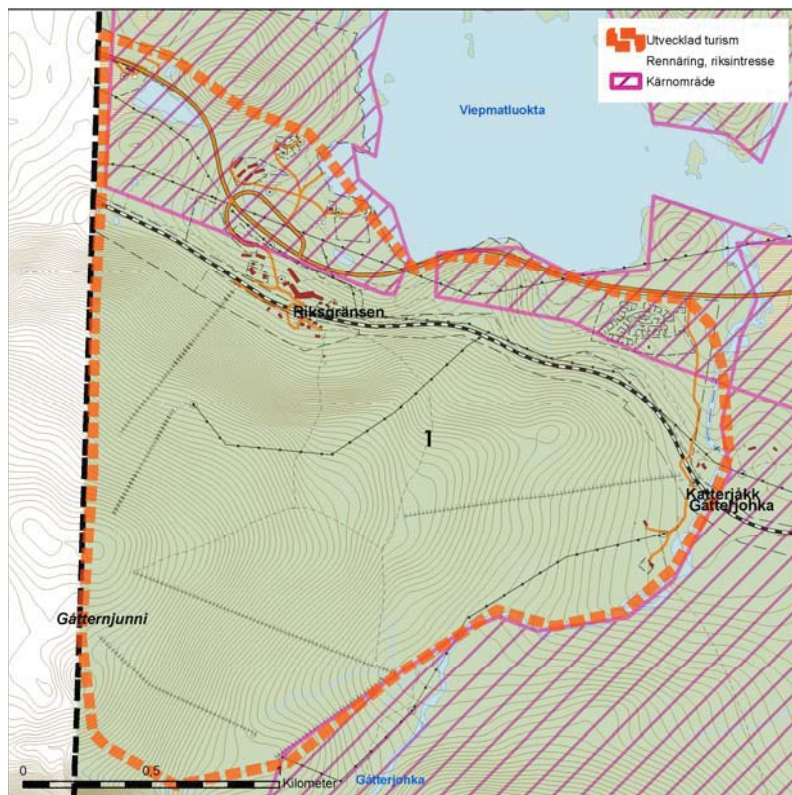 Utvecklad turism
Rennäring, riksintresse
Kärnområde
Viepmatluokta
Riksgränsen
1
Katterjåkk
Gátterjohka
Gátternjunni
0 0,5
Kilometer
Gátterjohka